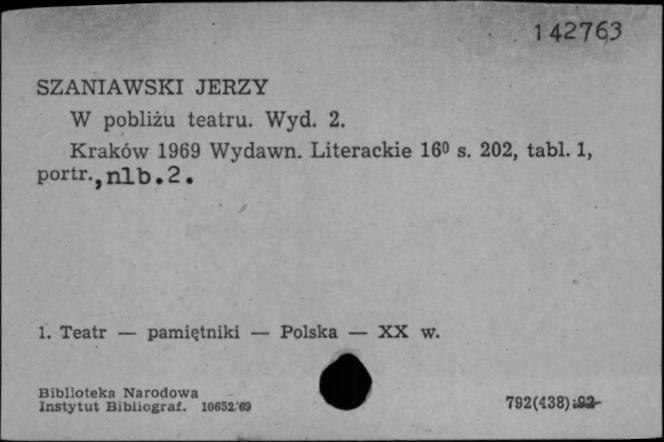 142763
SZANIAWSKI JERZY
W pobliżu teatru. Wyd. 2.
Kraków 1969 Wydawn. Literackie 16⁰ s. 202, tabl. 1,
portr., nlb. 2.
1. Teatr — pamiętniki — Polska — XX w.
Biblioteka Narodowa
Instytut Bibliograf. 10652/69
792(438):92